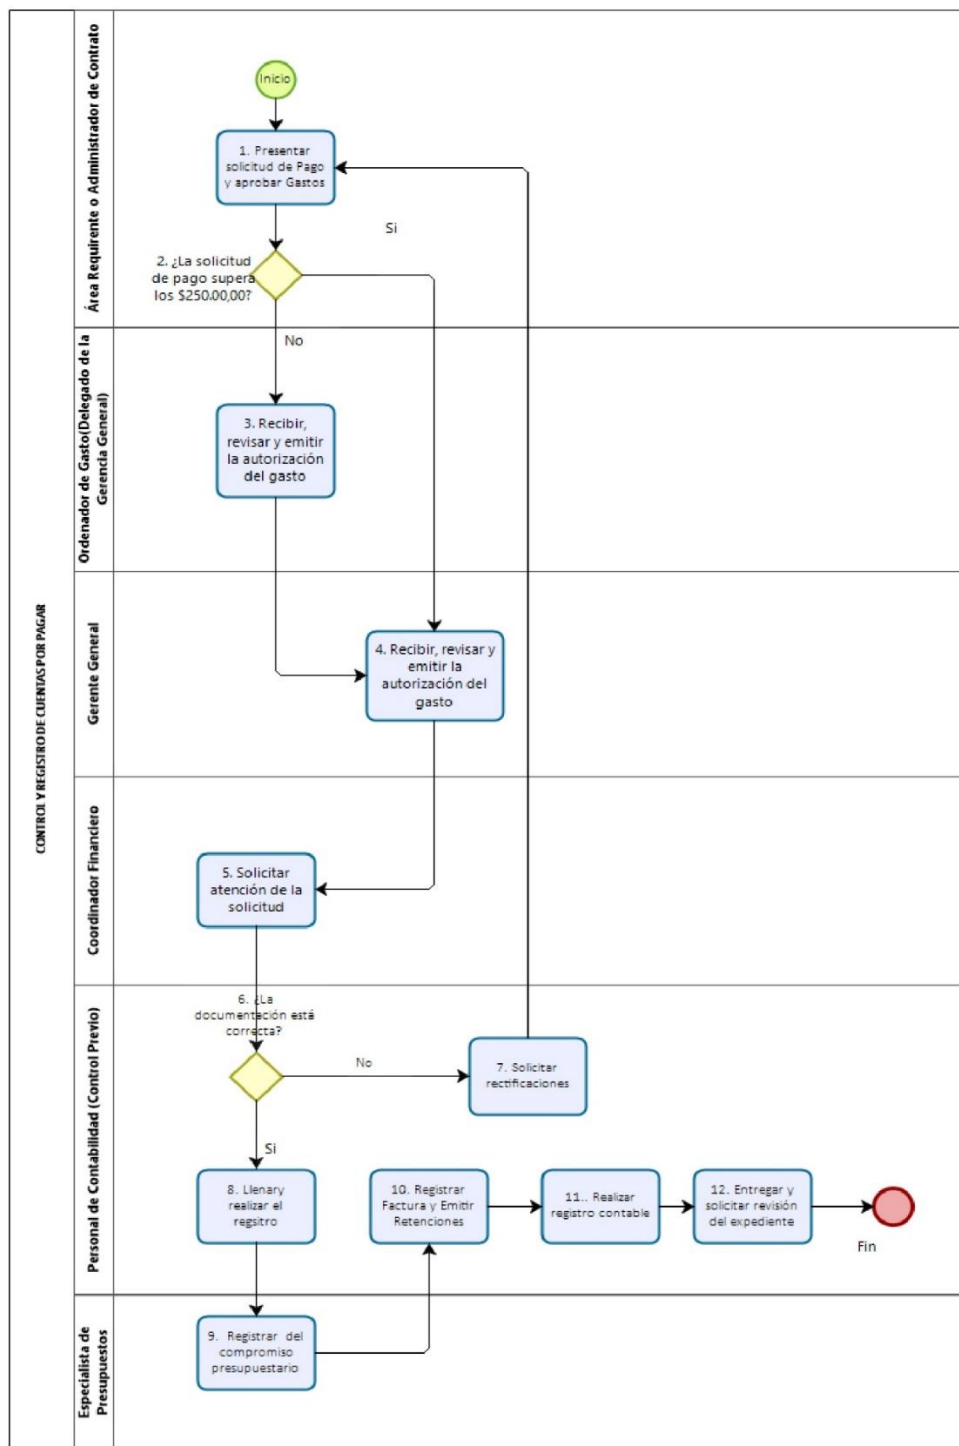 CONTROL Y REGISTRO DE CUENTAS POR PAGAR
Área Requirente o Administrador de Contrato
Inicio
1. Presentar
solicitud de Pago
y aprobar Gastos
Si
2. ¿La solicitud
de pago supera
los $250.00,00?
Ordenador de Gasto(Delegado de la
Gerencia General)
No
3. Recibir,
revisar y emitir
la autorización
del gasto
Gerente General
4. Recibir, revisar y
emitir la
autorización del
gasto
Coordinador Financiero
5. Solicitar
atención de la
solicitud
Personal de Contabilidad (Control Previo)
6. ¿La
documentación está
correcta?
No
7. Solicitar
rectificaciones
Si
8. Llenar y
realizar el
regsitro
10. Registrar
Factura y Emitir
Retenciones
11.. Realizar
registro contable
12. Entregar y
solicitar revisión
del expediente
Fin
Especialista de
Presupuestos
9. Registrar del
compromiso
presupuestario